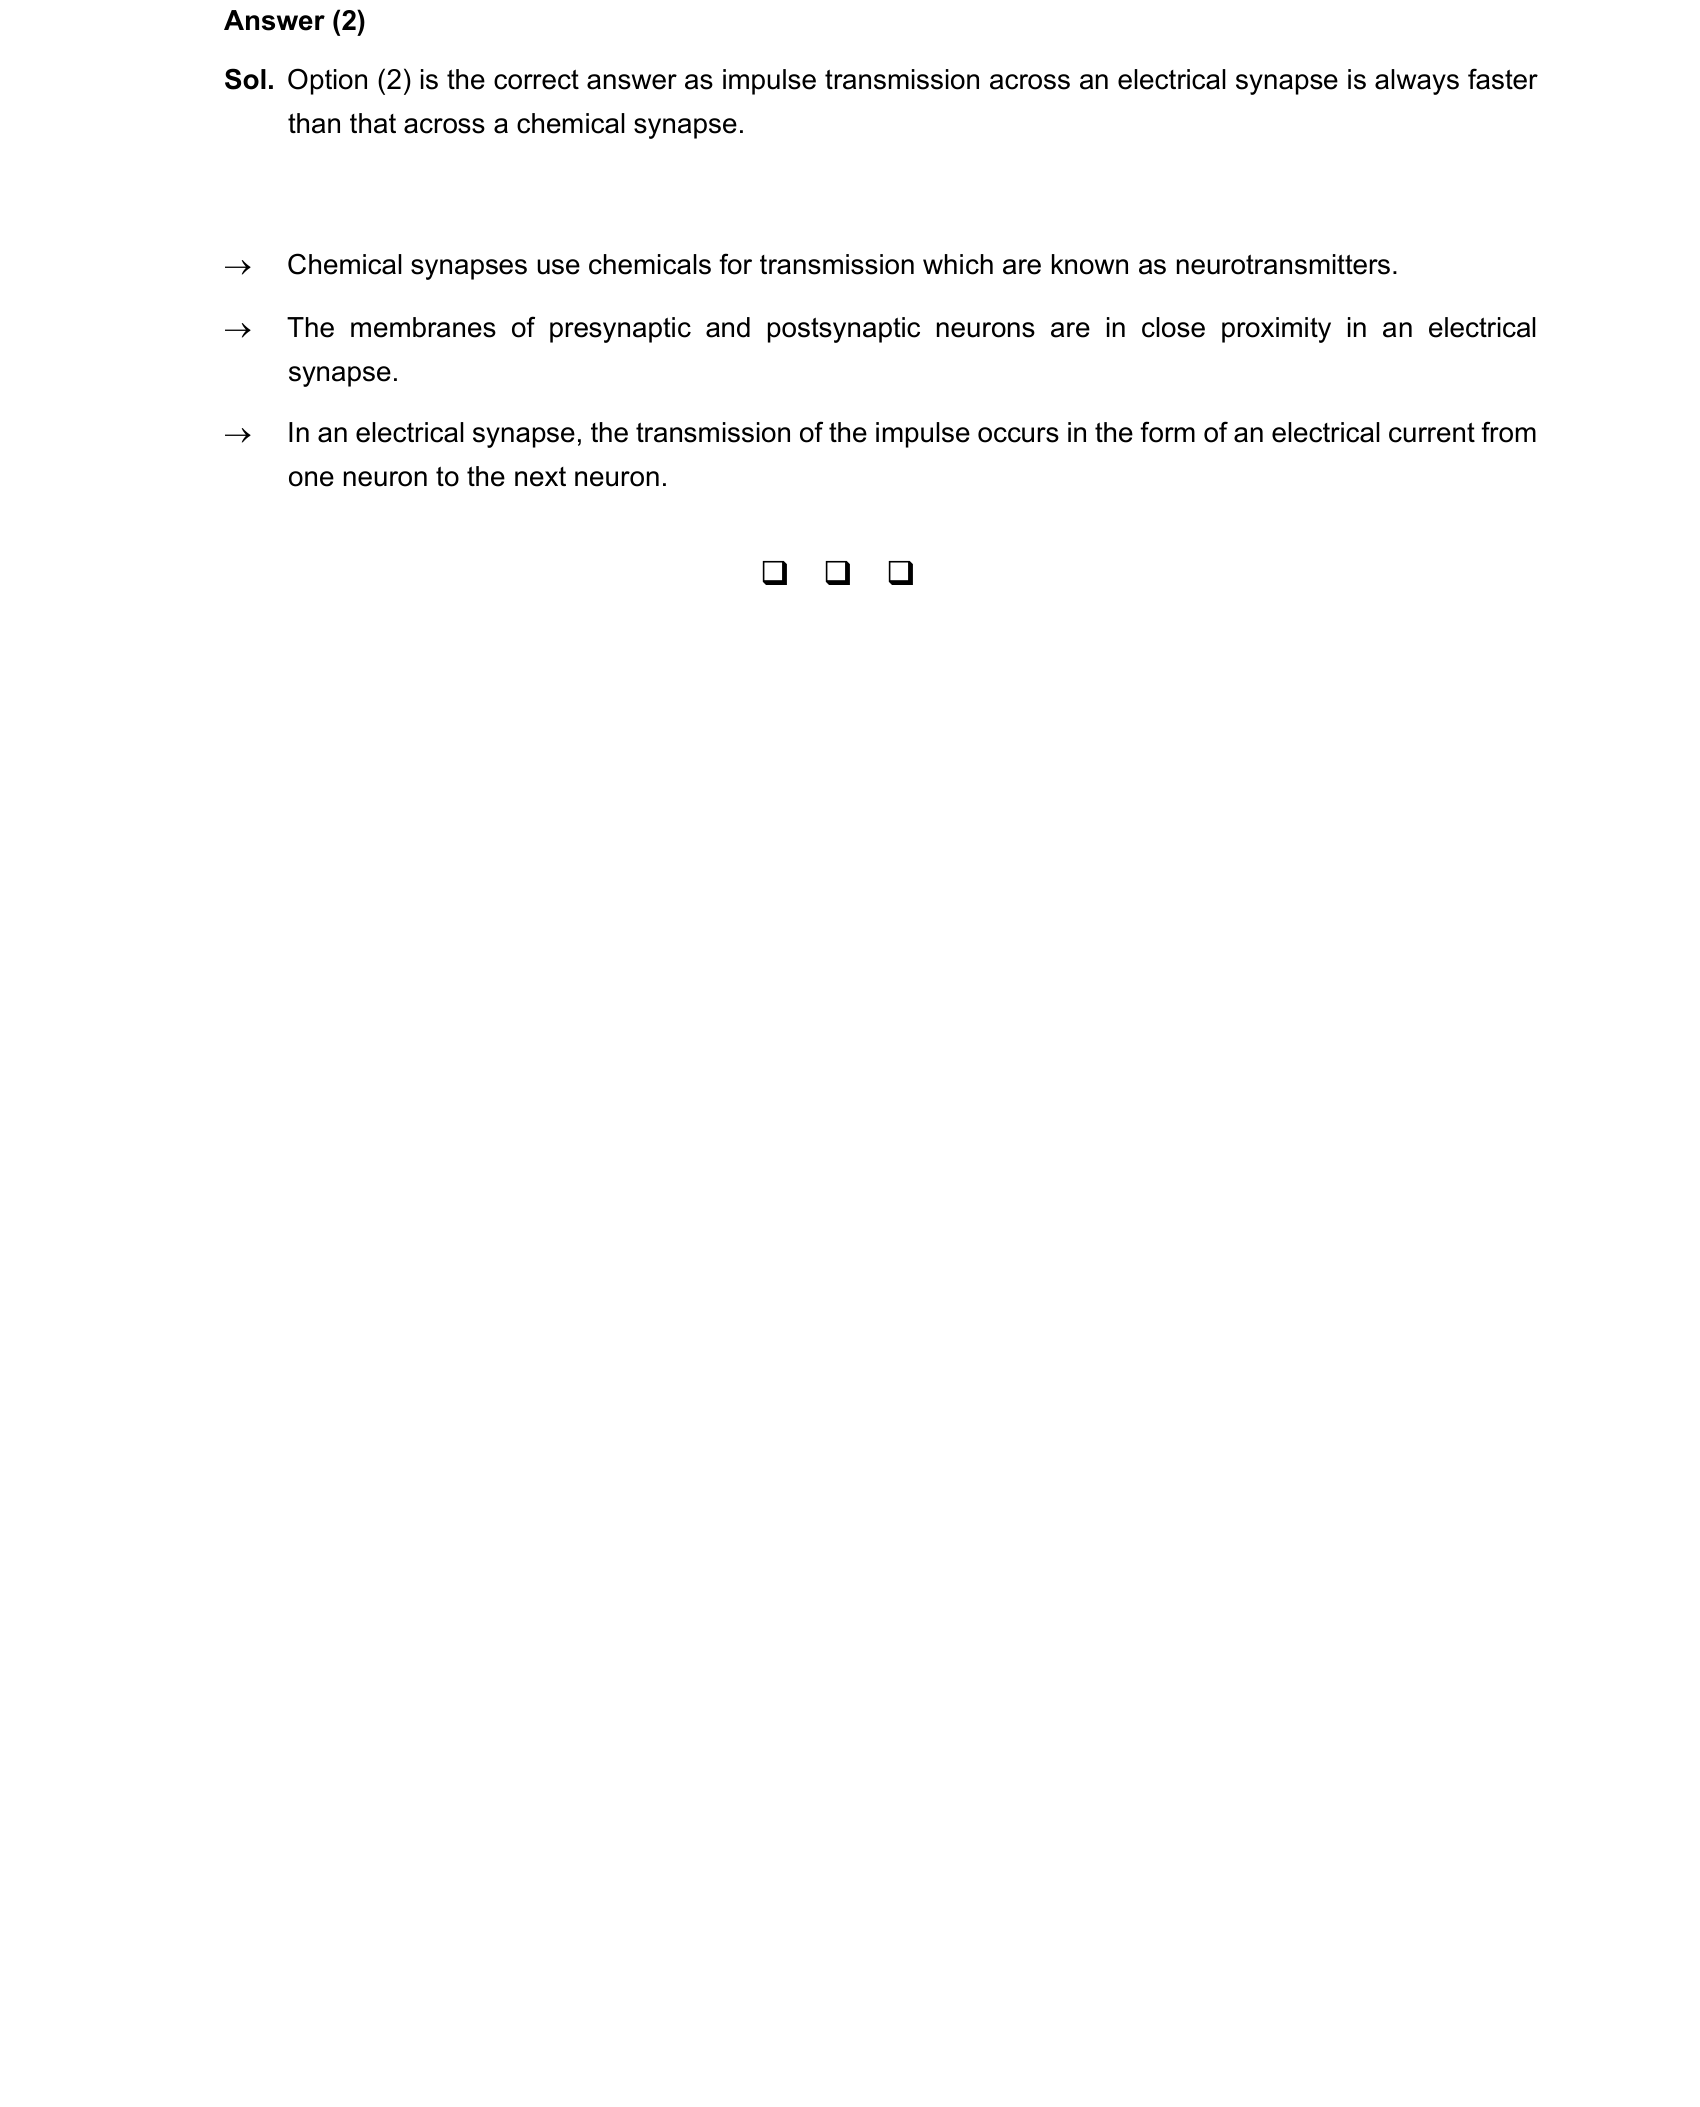 Answer (2)
Sol. Option (2) is the correct answer as impulse transmission across an electrical synapse is always faster
than that across a chemical synapse.
→ Chemical synapses use chemicals for transmission which are known as neurotransmitters.
→ The membranes of presynaptic and postsynaptic neurons are in close proximity in an electrical
synapse.
→ In an electrical synapse, the transmission of the impulse occurs in the form of an electrical current from
one neuron to the next neuron.
❑ ❑ ❑